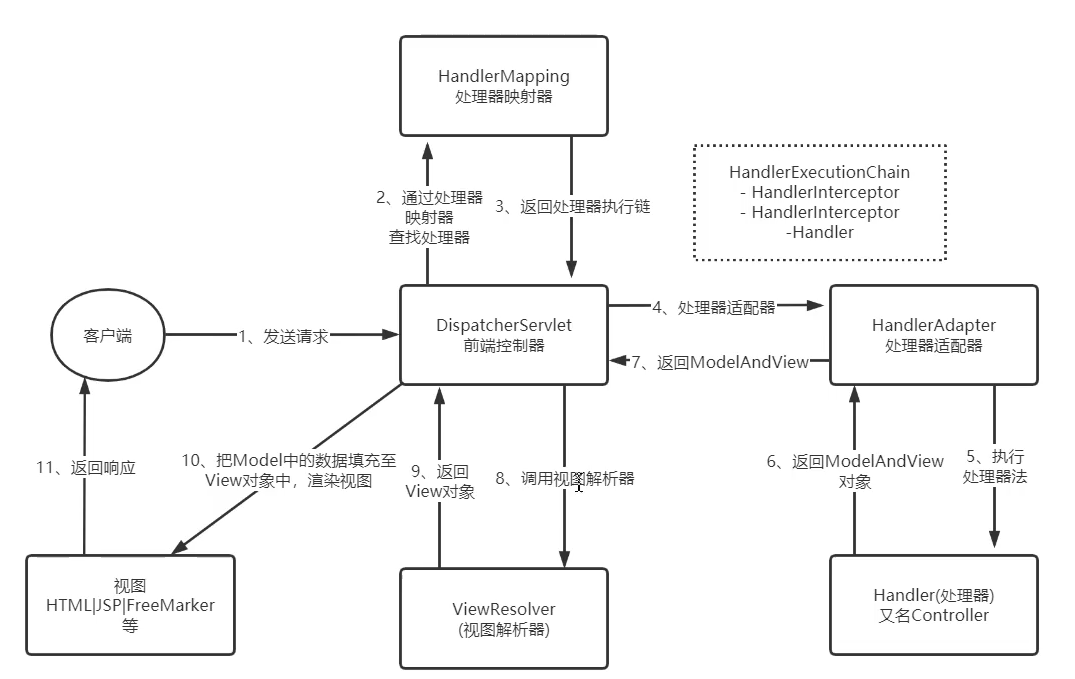 HandlerMapping
处理器映射器
HandlerExecutionChain
- HandlerInterceptor
- HandlerInterceptor
-Handler
2、通过处理器
映射器
查找处理器
3、返回处理器执行链
客户端
1、发送请求
DispatcherServlet
前端控制器
4、处理器适配器
7、返回ModelAndView
HandlerAdapter
处理器适配器
11、返回响应
10、把Model中的数据填充至
View对象中，渲染视图
9、返回
View对象
8、调用视图解析器
6、返回ModelAndView
对象
5、执行
处理器法
视图
HTML|JSP|FreeMarker
等
ViewResolver
(视图解析器)
Handler(处理器)
又名Controller